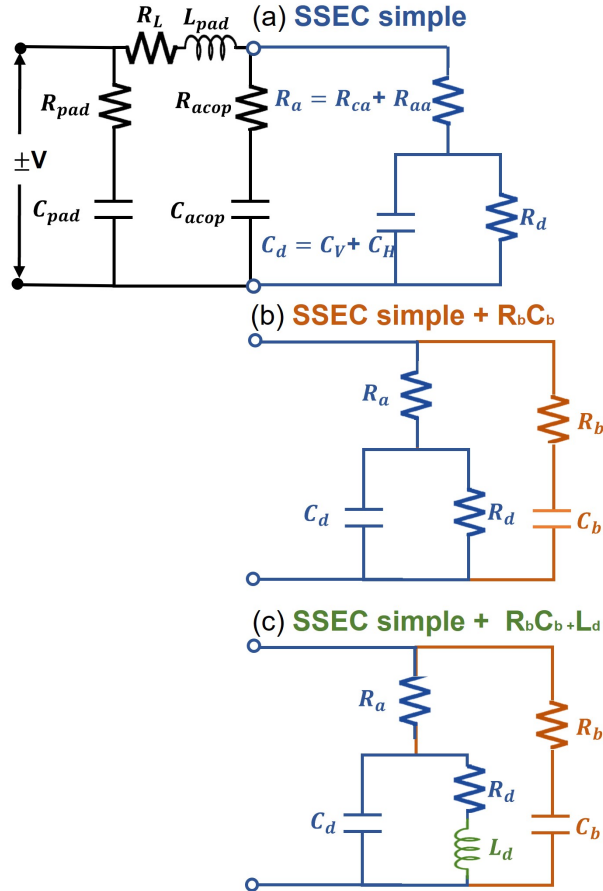 (a) SSEC simple
R_L L_pad
R_pad R_acop R_a = R_ca + R_aa
±V
C_pad C_acop R_d
C_d = C_V + C_H
(b) SSEC simple + R_bC_b
R_a R_b
C_d R_d C_b
(c) SSEC simple + R_bC_b+L_d
R_a R_b
R_d
C_d C_b
L_d